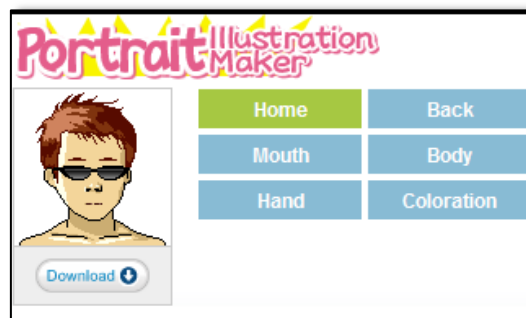 Portrait Illustration
Maker
Home Back
Mouth Body
Hand Coloration
Download